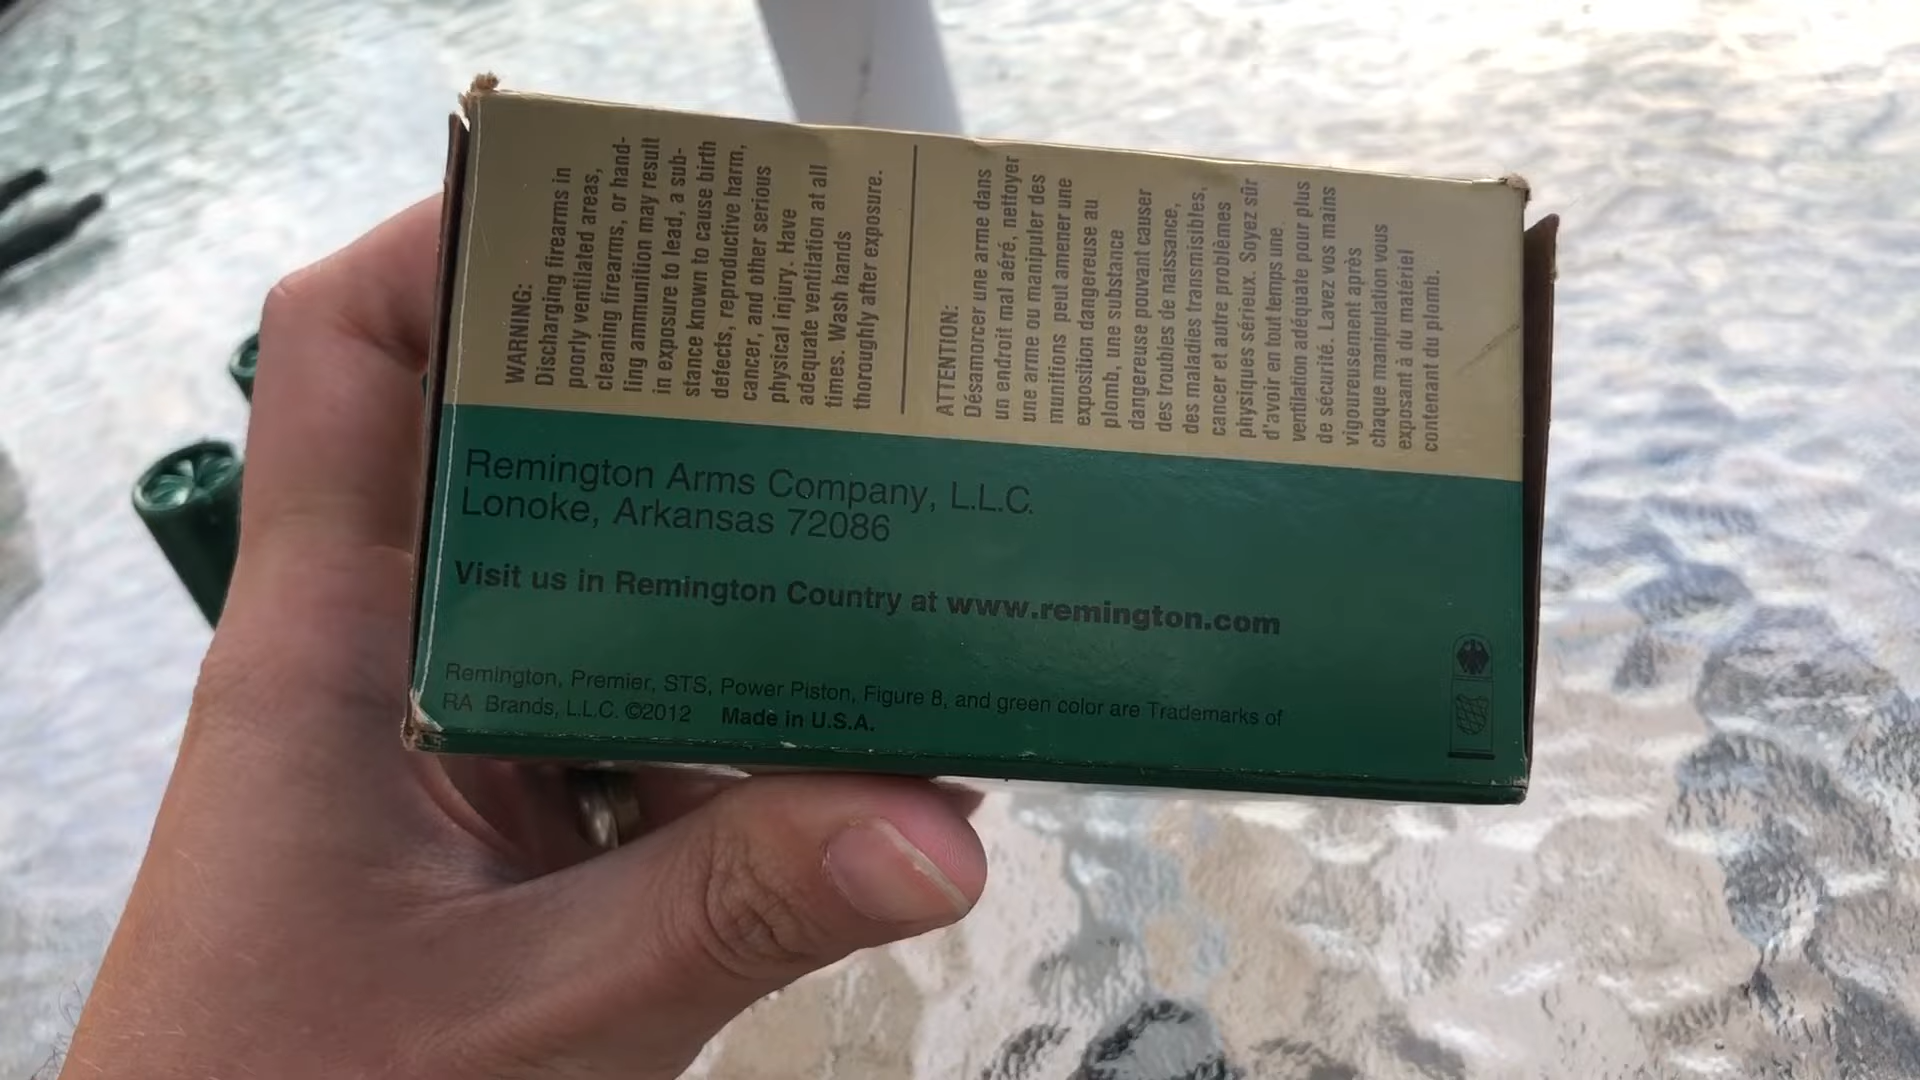 WARNING:
Discharging firearms in
poorly ventilated areas,
cleaning firearms, or hand-
ling ammunition may result
in exposure to lead, a sub-
stance known to cause birth
defects, reproductive harm,
cancer, and other serious
physical injury. Have
adequate ventilation at all
times. Wash hands
thoroughly after exposure.
ATTENTION:
Désamorcer une arme dans
un endroit mal aéré, nettoyer
une arme ou manipuler des
munitions peut amener une
exposition dangereuse au
plomb, une substance
dangereuse pouvant causer
des troubles de naissance,
des maladies transmisibles,
cancer et autre problèmes
physiques sérieux. Soyez sûr
d'avoir en tout temps une
ventilation adéquate pour plus
de sécurité. Lavez vos mains
vigoureusement après
chaque manipulation vous
exposant à du matériel
contenant du plomb.
Remington Arms Company, L.L.C.
Lonoke, Arkansas 72086
Visit us in Remington Country at www.remington.com
Remington, Premier, STS, Power Piston, Figure 8, and green color are Trademarks of
RA Brands, L.L.C. ©2012 Made in U.S.A.